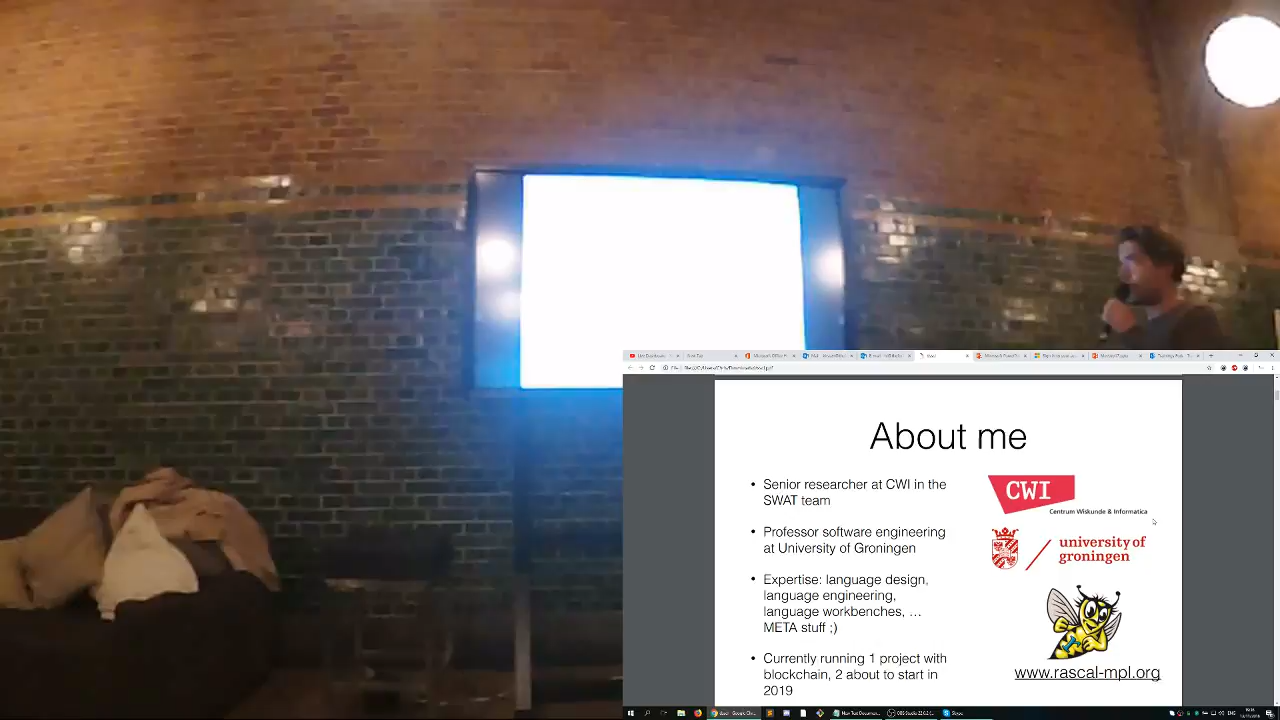 About me
• Senior researcher at CWI in the
SWAT team
• Professor software engineering
at University of Groningen
• Expertise: language design,
language engineering,
language workbenches, …
META stuff ;)
• Currently running 1 project with
blockchain, 2 about to start in
2019
CWI
Centrum Wiskunde & Informatica
university of
groningen
www.rascal-mpl.org